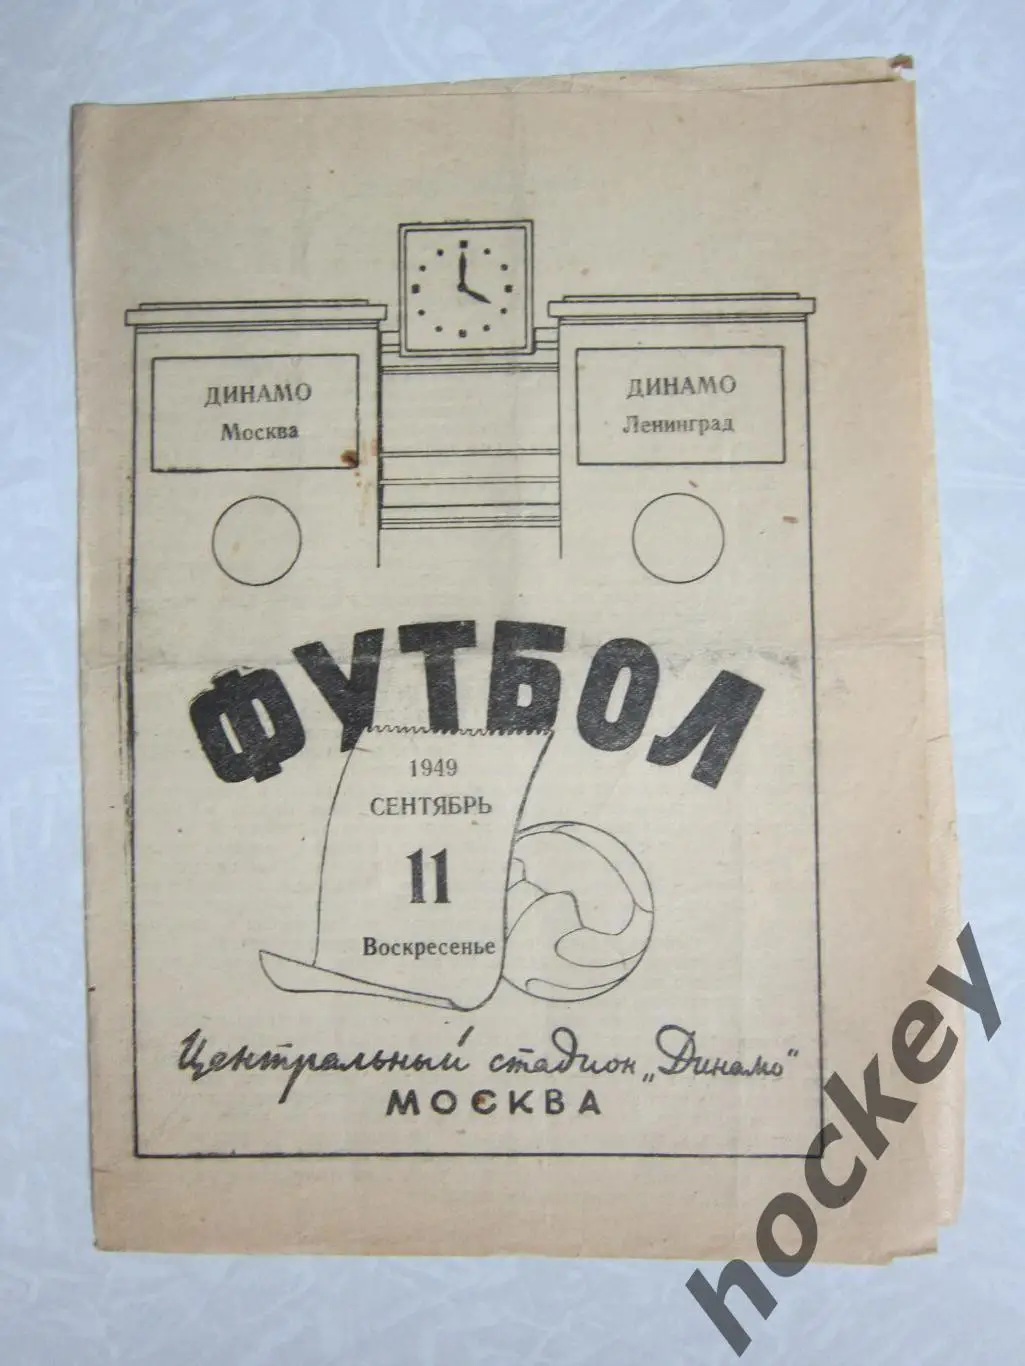 ДИНАМО
Москва
ДИНАМО
Ленинград
ФУТБОЛ
1949
СЕНТЯБРЬ
11
Воскресенье
Центральный стадион „Динамо"
МОСКВА
hockey